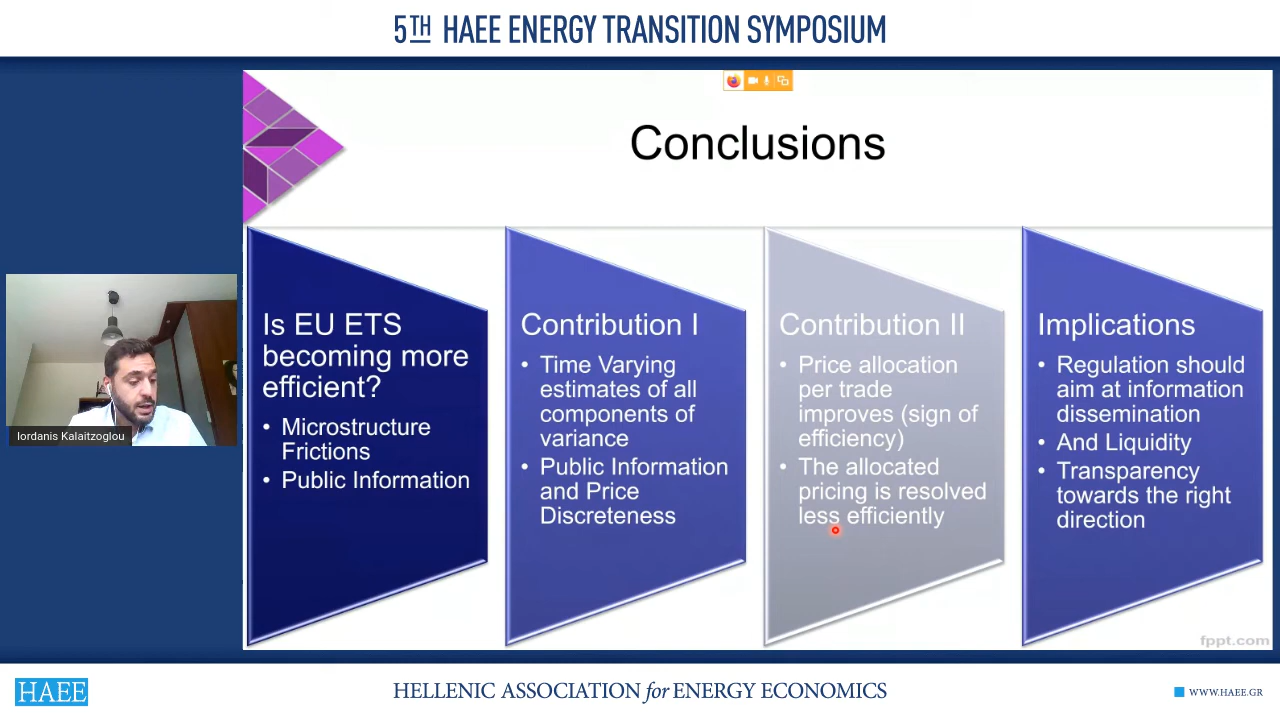 5TH HAEE ENERGY TRANSITION SYMPOSIUM
Conclusions
Is EU ETS
becoming more
efficient?
• Microstructure
Frictions
• Public Information
Contribution I
• Time Varying
estimates of all
components of
variance
• Public Information
and Price
Discreteness
Contribution II
• Price allocation
per trade
improves (sign of
efficiency)
• The allocated
pricing is resolved
less efficiently
Implications
• Regulation should
aim at information
dissemination
• And Liquidity
• Transparency
towards the right
direction
Iordanis Kalaitzoglou
fppt.com
HAEE
HELLENIC ASSOCIATION for ENERGY ECONOMICS
WWW.HAEE.GR